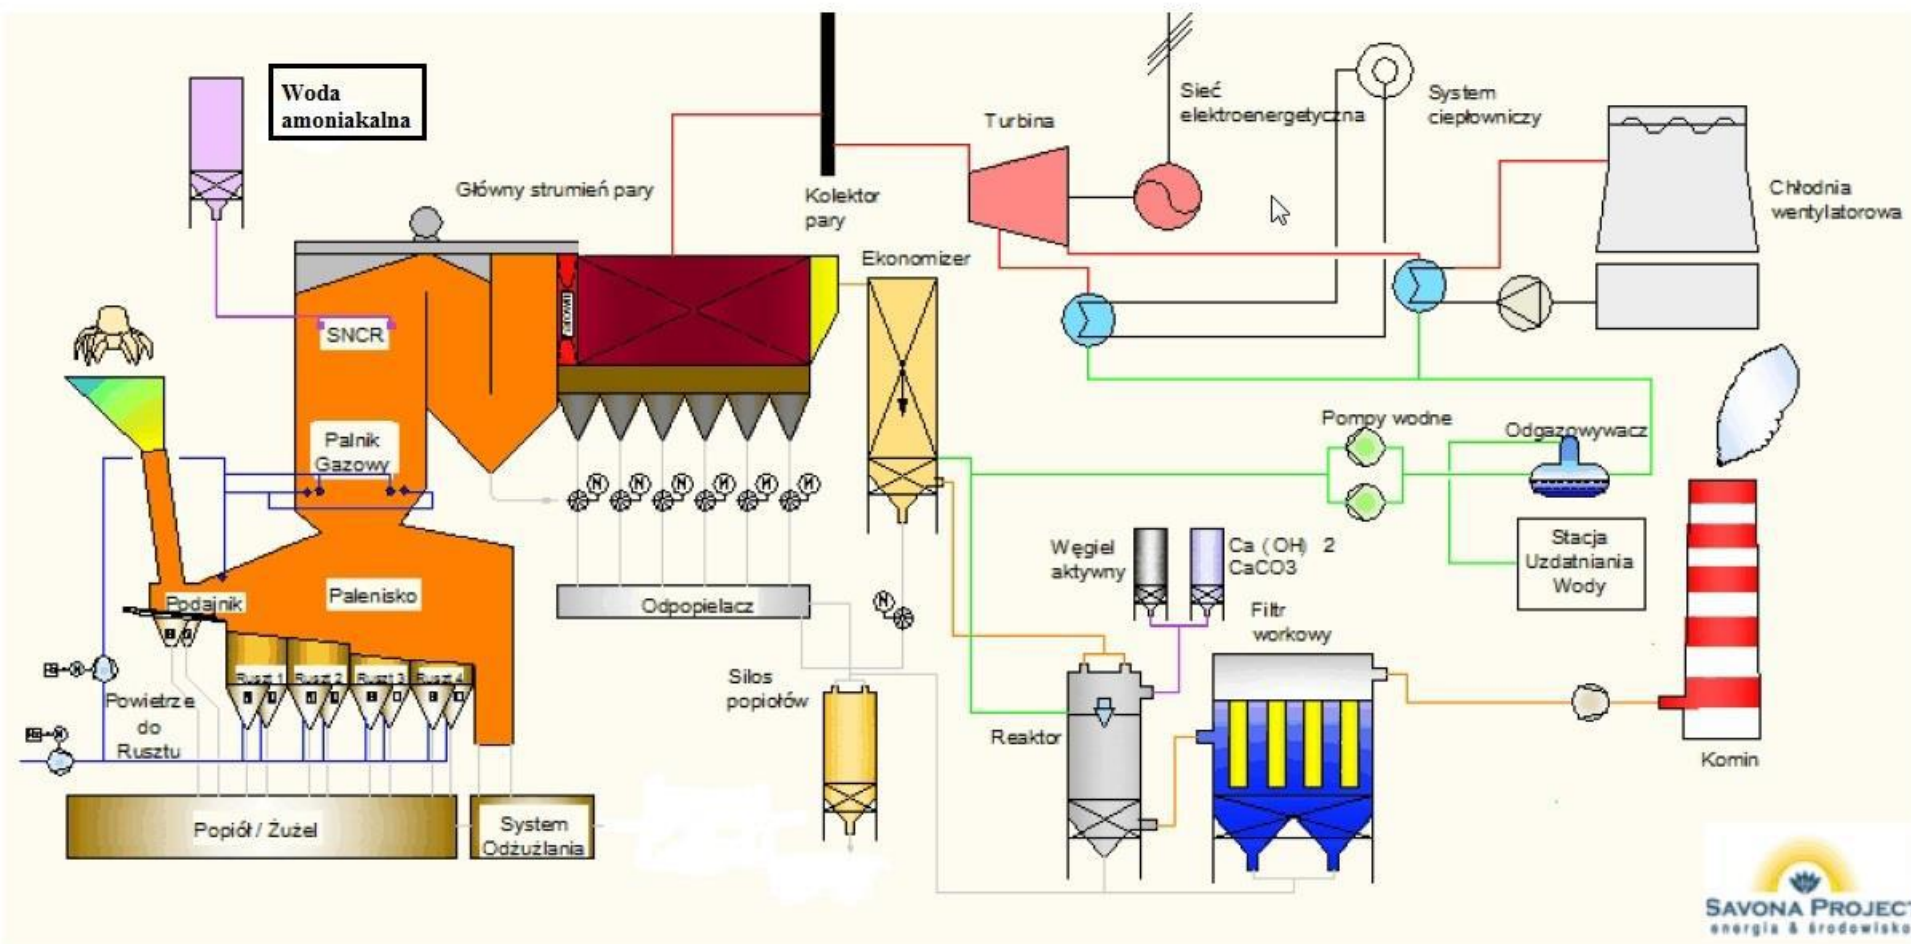 Woda
amoniakalna
Główny strumień pary
Kolektor
pary
Turbina
Sieć
elektroenergetyczna
System
ciepłowniczy
Chłodnia
wentylatorowa
Ekonomizer
SNCR
Palnik
Gazowy
Pompy wodne
Odgazowywacz
Stacja
Uzdatniania
Wody
Węgiel
aktywny
Ca (OH) 2
CaCO3
Filtr
workowy
Palenisko
Podajnik
Odpopielacz
Ruszt 1
Ruszt 2
Ruszt 3
Ruszt 4
Silos
popiołów
Powietrze
do
Rusztu
Reaktor
Komin
Popiół / Żużel
System
Odżużlania
SAVONA PROJECT
energia & środowisko